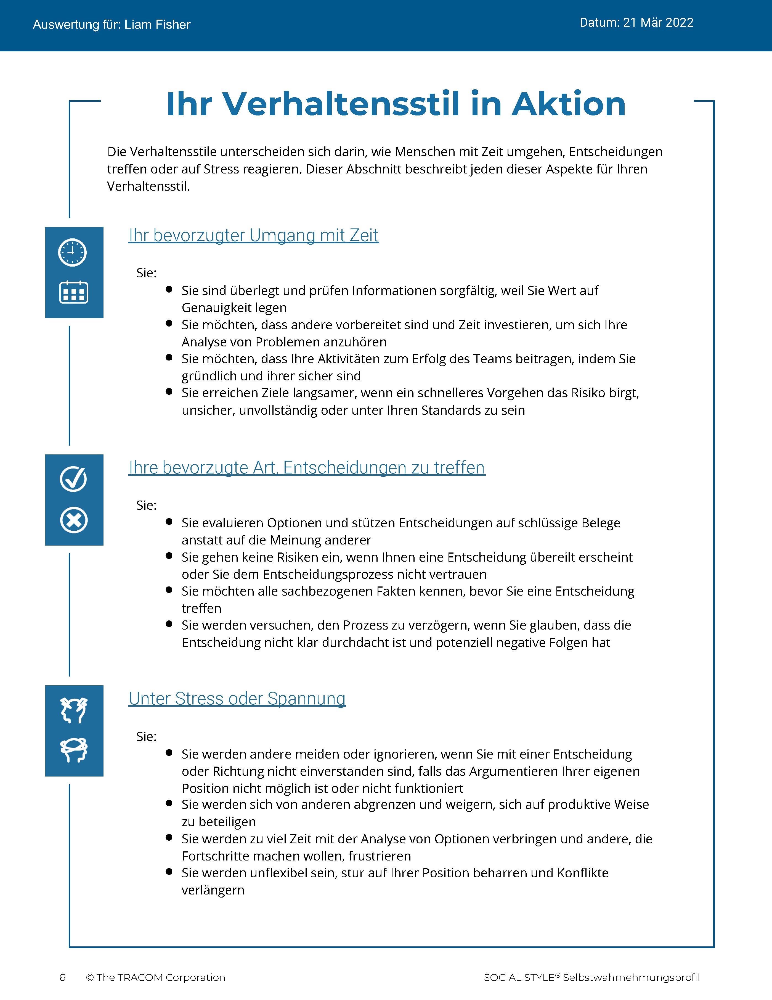 Auswertung für: Liam Fisher
Datum: 21 Mär 2022
Ihr Verhaltensstil in Aktion
Die Verhaltensstile unterscheiden sich darin, wie Menschen mit Zeit umgehen, Entscheidungen
treffen oder auf Stress reagieren. Dieser Abschnitt beschreibt jeden dieser Aspekte für Ihren
Verhaltensstil.
Ihr bevorzugter Umgang mit Zeit
Sie:
● Sie sind überlegt und prüfen Informationen sorgfältig, weil Sie Wert auf
Genauigkeit legen
● Sie möchten, dass andere vorbereitet sind und Zeit investieren, um sich Ihre
Analyse von Problemen anzuhören
● Sie möchten, dass Ihre Aktivitäten zum Erfolg des Teams beitragen, indem Sie
gründlich und ihrer sicher sind
● Sie erreichen Ziele langsamer, wenn ein schnelleres Vorgehen das Risiko birgt,
unsicher, unvollständig oder unter Ihren Standards zu sein
Ihre bevorzugte Art, Entscheidungen zu treffen
Sie:
● Sie evaluieren Optionen und stützen Entscheidungen auf schlüssige Belege
anstatt auf die Meinung anderer
● Sie gehen keine Risiken ein, wenn Ihnen eine Entscheidung übereilt erscheint
oder Sie dem Entscheidungsprozess nicht vertrauen
● Sie möchten alle sachbezogenen Fakten kennen, bevor Sie eine Entscheidung
treffen
● Sie werden versuchen, den Prozess zu verzögern, wenn Sie glauben, dass die
Entscheidung nicht klar durchdacht ist und potenziell negative Folgen hat
Unter Stress oder Spannung
Sie:
● Sie werden andere meiden oder ignorieren, wenn Sie mit einer Entscheidung
oder Richtung nicht einverstanden sind, falls das Argumentieren Ihrer eigenen
Position nicht möglich ist oder nicht funktioniert
● Sie werden sich von anderen abgrenzen und weigern, sich auf produktive Weise
zu beteiligen
● Sie werden zu viel Zeit mit der Analyse von Optionen verbringen und andere, die
Fortschritte machen wollen, frustrieren
● Sie werden unflexibel sein, stur auf Ihrer Position beharren und Konflikte
verlängern
6 © The TRACOM Corporation
SOCIAL STYLE® Selbstwahrnehmungsprofil